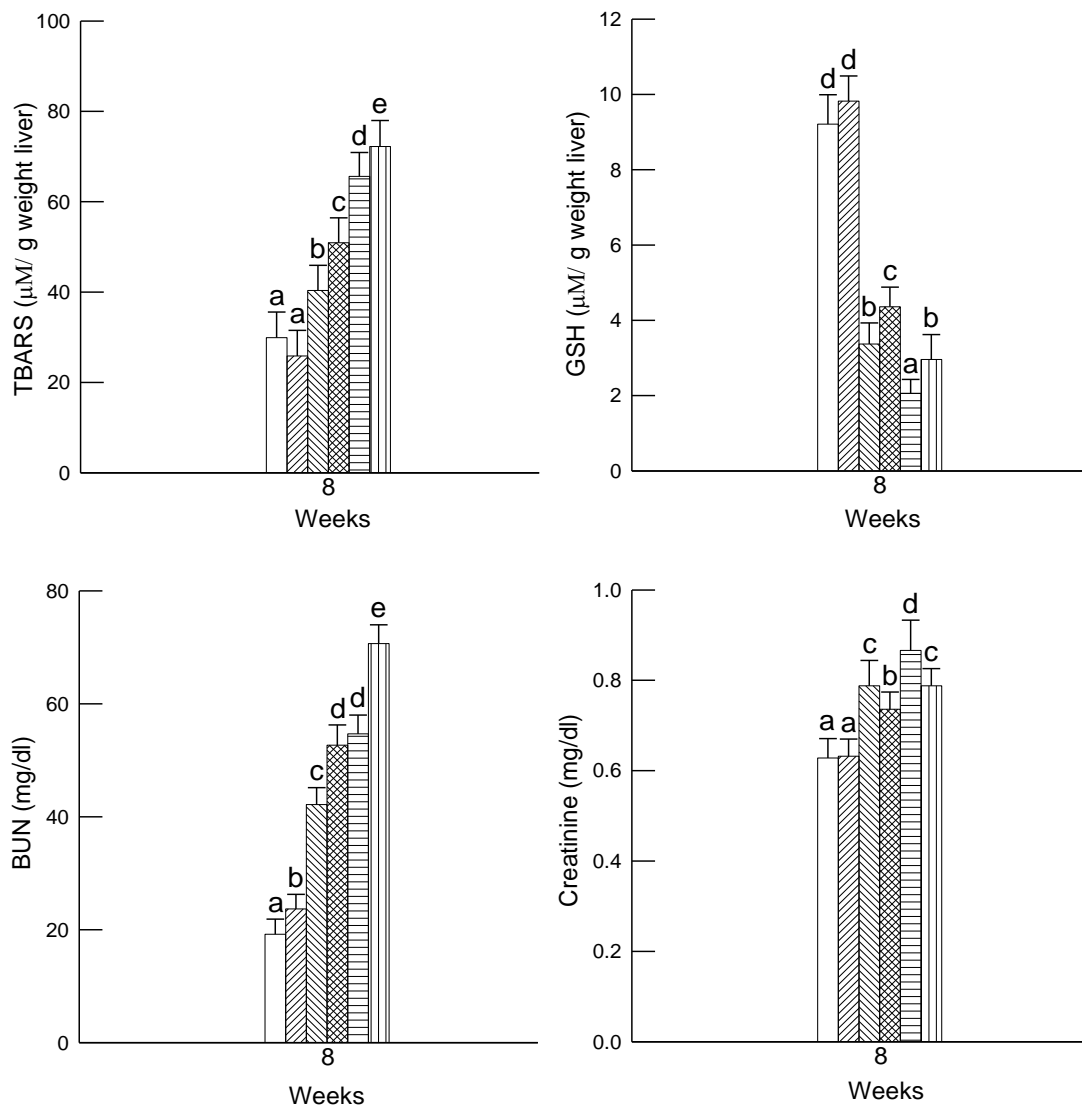 TBARS (µM/ g weight liver)
100
80
60
40
20
0
a
a
b
c
d
e
8
Weeks
GSH (µM/ g weight liver)
12
10
8
6
4
2
0
d
d
b
c
a
b
8
Weeks
BUN (mg/dl)
80
60
40
20
0
a
b
c
d
d
e
8
Weeks
Creatinine (mg/dl)
1.0
0.8
0.6
0.4
0.2
0.0
a
a
c
b
d
c
8
Weeks